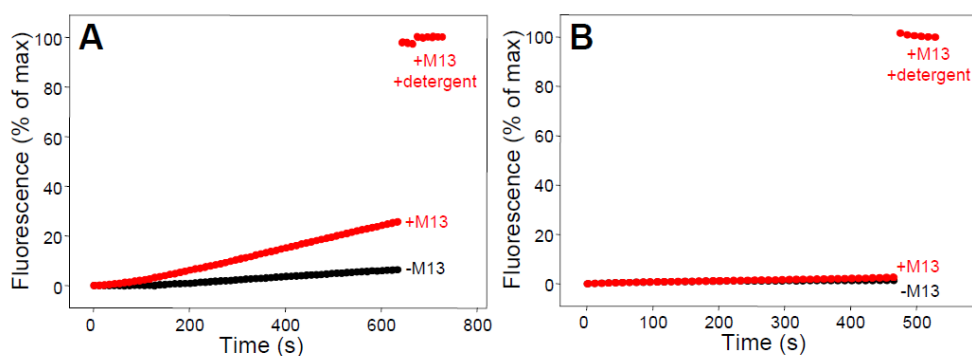 A
Fluorescence (% of max)
100
80
60
40
20
0
+M13
+detergent
+M13
-M13
0
200
400
600
800
Time (s)
B
Fluorescence (% of max)
100
80
60
40
20
0
+M13
+detergent
+M13
-M13
0
100
200
300
400
500
Time (s)